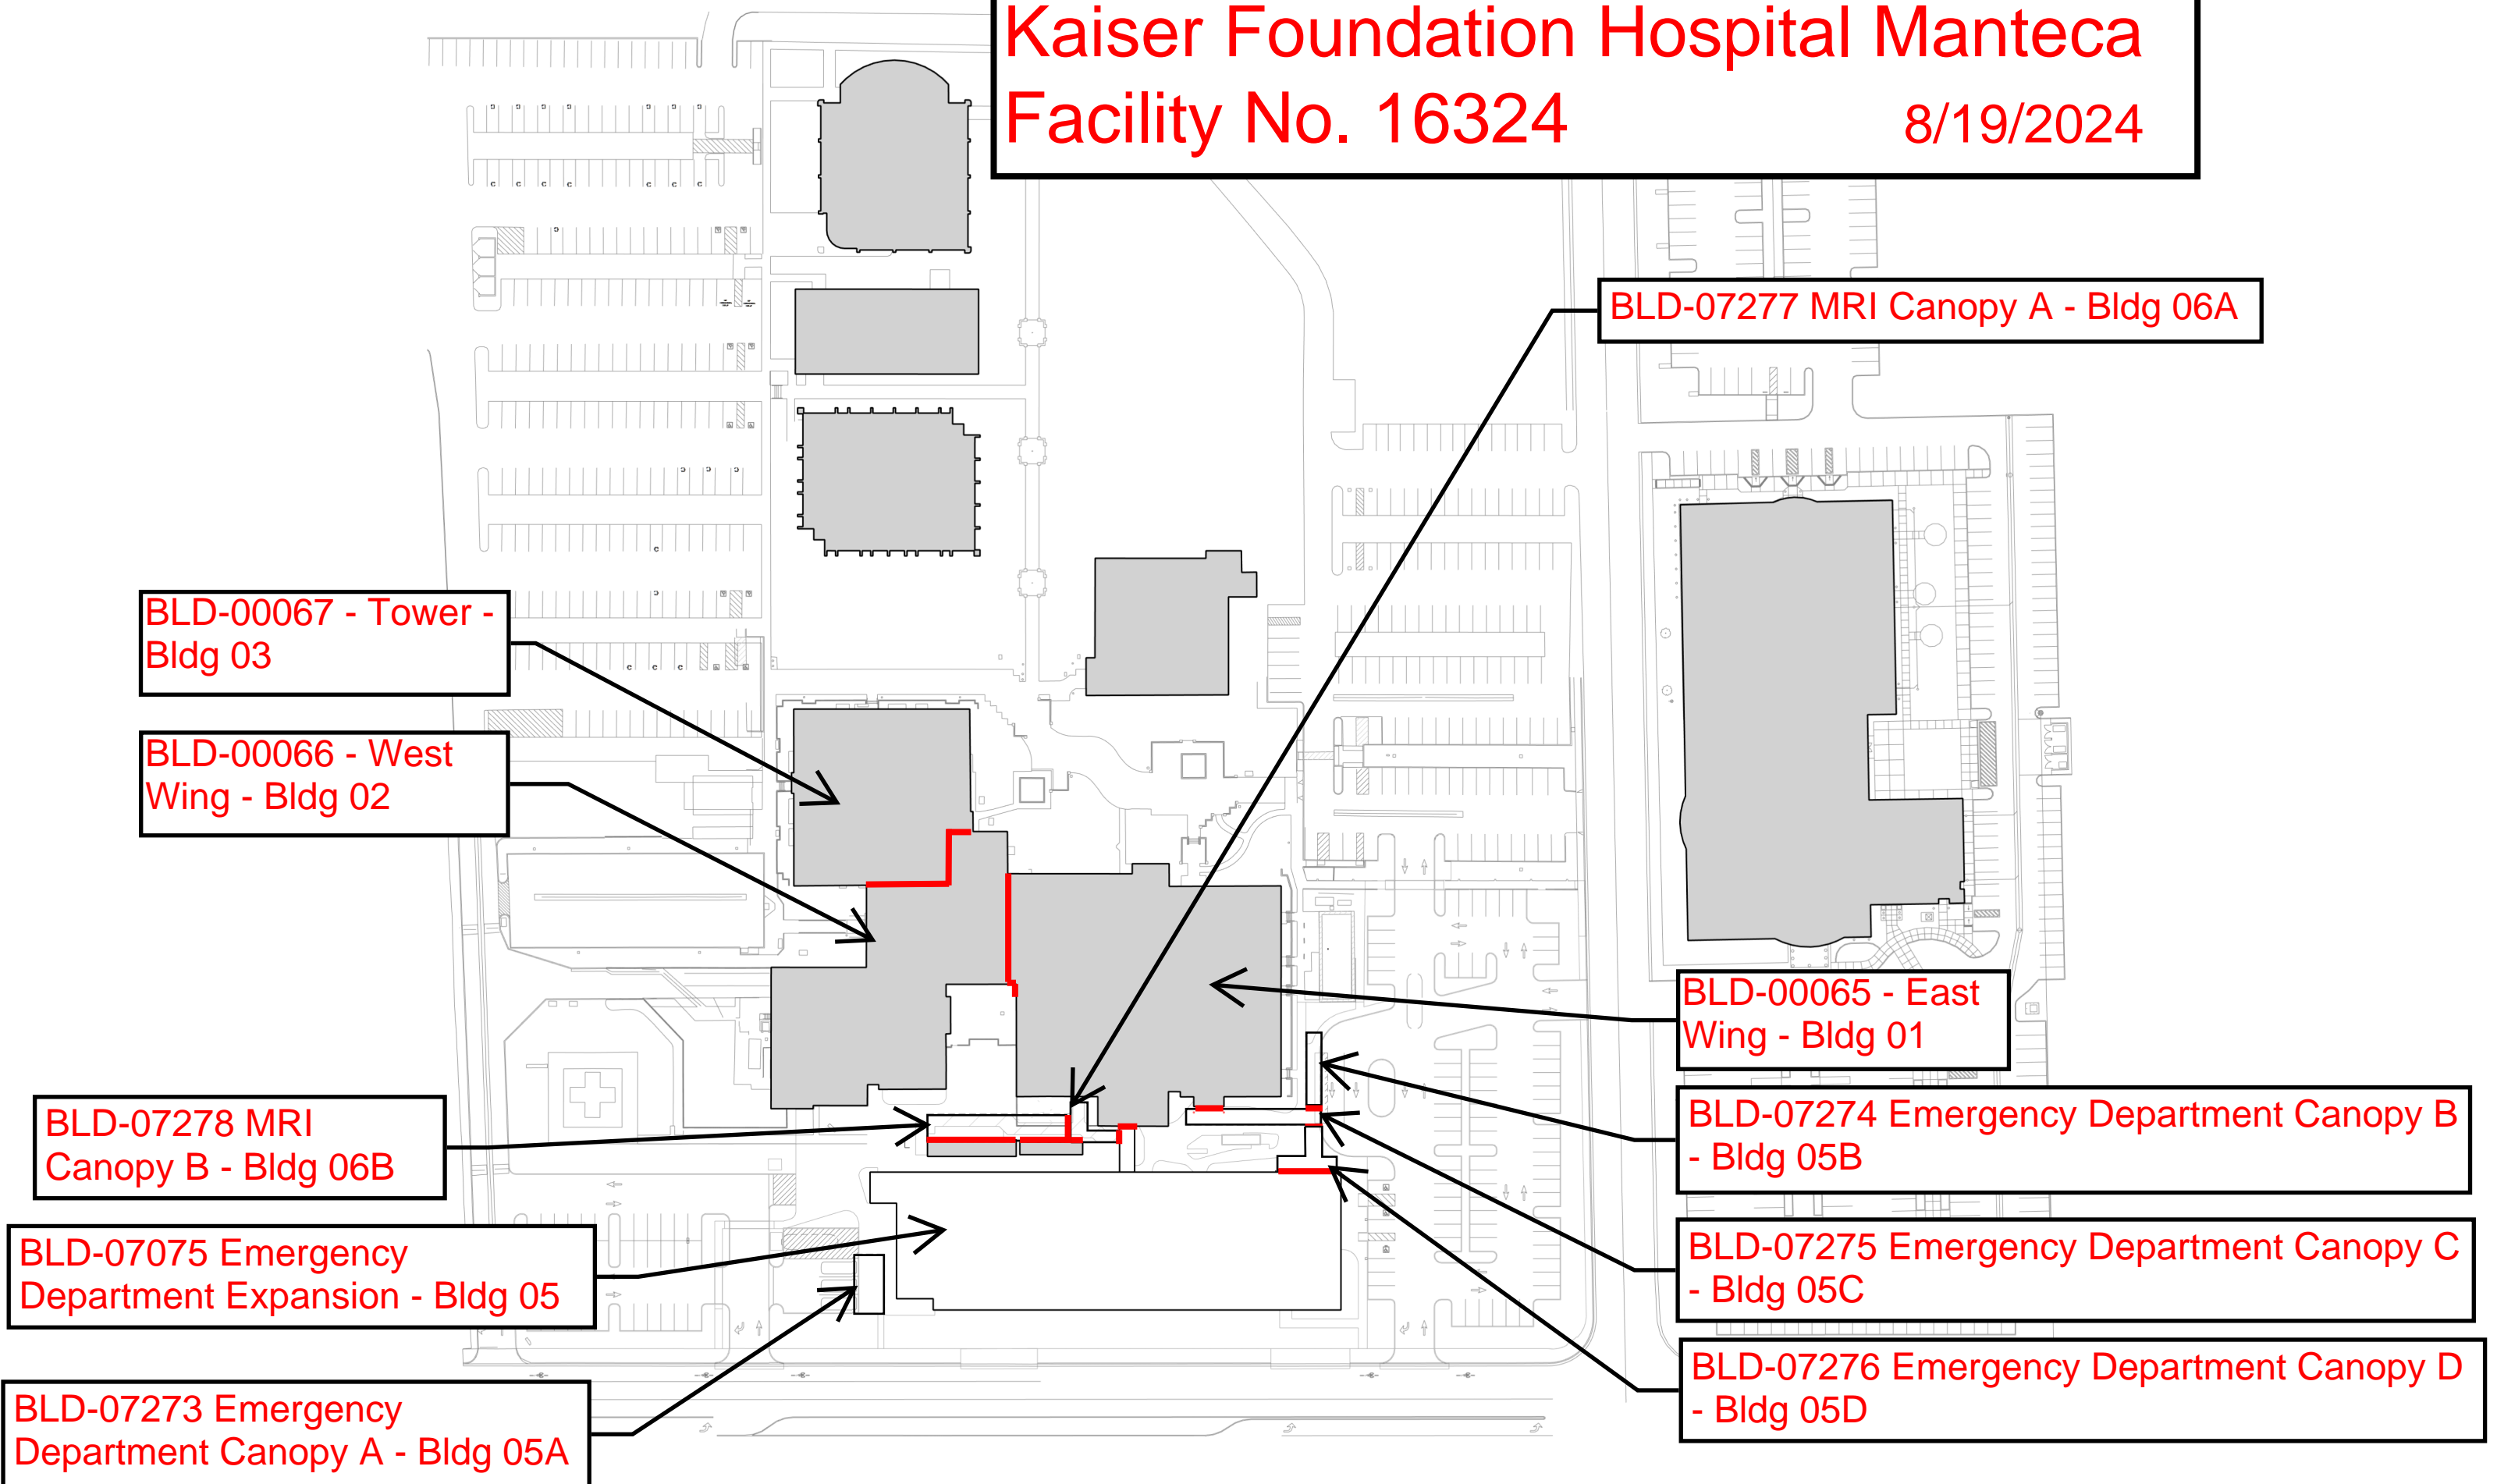 Kaiser Foundation Hospital Manteca
Facility No. 16324 8/19/2024
BLD-07277 MRI Canopy A - Bldg 06A
BLD-00067 - Tower -
Bldg 03
BLD-00066 - West
Wing - Bldg 02
BLD-00065 - East
Wing - Bldg 01
BLD-07274 Emergency Department Canopy B
- Bldg 05B
BLD-07278 MRI
Canopy B - Bldg 06B
BLD-07275 Emergency Department Canopy C
- Bldg 05C
BLD-07075 Emergency
Department Expansion - Bldg 05
BLD-07276 Emergency Department Canopy D
- Bldg 05D
BLD-07273 Emergency
Department Canopy A - Bldg 05A